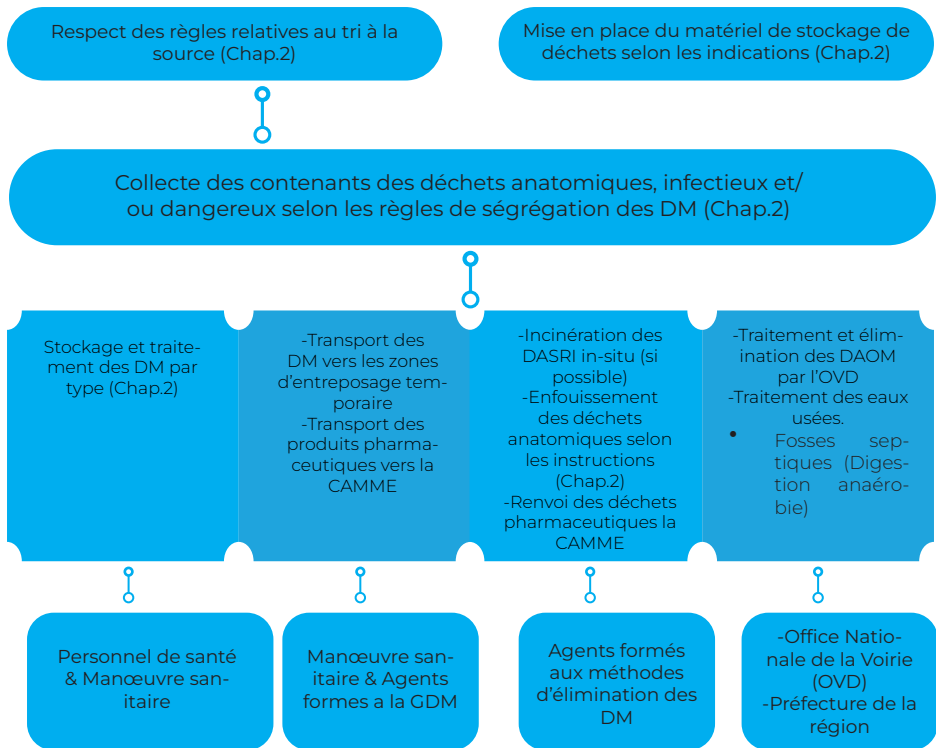 Respect des règles relatives au tri à la
source (Chap.2)
Mise en place du matériel de stockage de
déchets selon les indications (Chap.2)
Collecte des contenants des déchets anatomiques, infectieux et/
ou dangereux selon les règles de ségrégation des DM (Chap.2)
Stockage et traite-
ment des DM par
type (Chap.2)
-Transport des
DM vers les zones
d'entreposage tem-
poraire
-Transport des
produits pharma-
ceutiques vers la
CAMME
-Incinération des
DASRI in-situ (si
possible)
-Enfouissement
des déchets
anatomiques selon
les instructions
(Chap.2)
-Renvoi des déchets
pharmaceutiques la
CAMME
-Traitement et élim-
ination des DAOM
par l'OVD
-Traitement des eaux
usées.
• Fosses sep-
tiques (Diges-
tion anaéro-
bie)
Personnel de santé
& Manœuvre san-
itaire
Manœuvre san-
itaire & Agents
formes a la GDM
Agents formés
aux méthodes
d'élimination des
DM
-Office Natio-
nale de la Voirie
(OVD)
-Préfecture de la
région